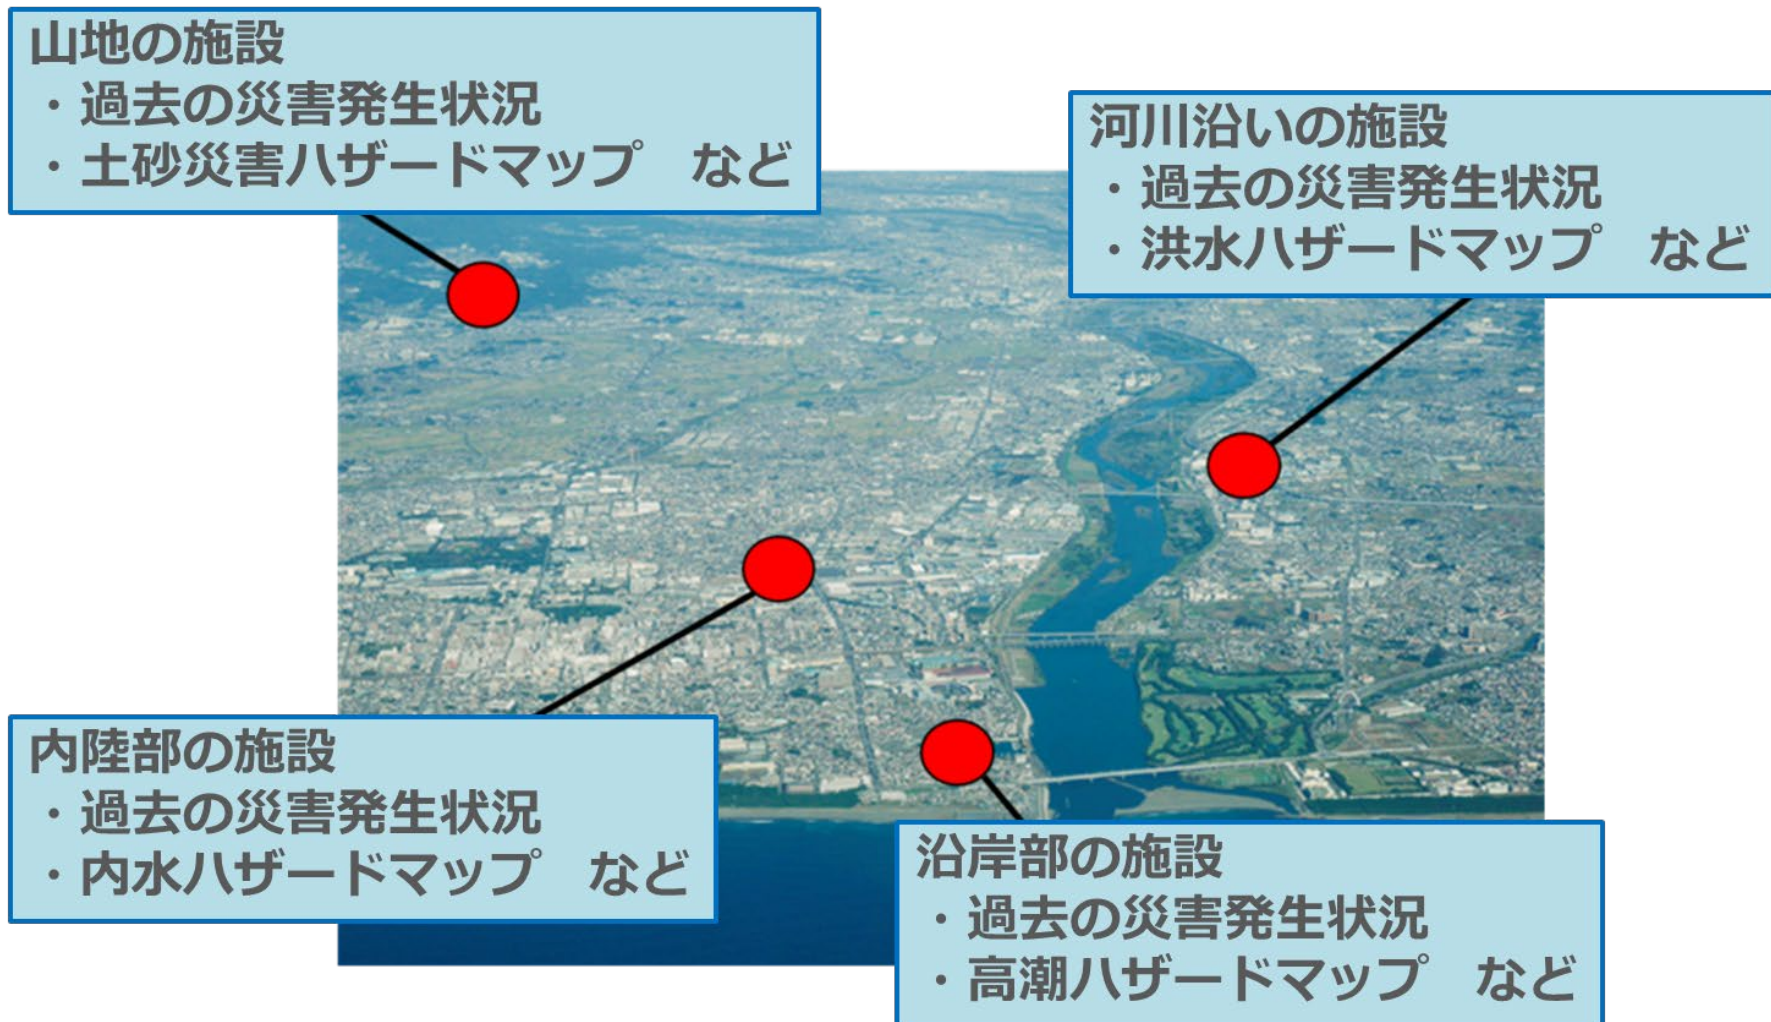 山地の施設
・過去の災害発生状況
・土砂災害ハザードマップ　など
河川沿いの施設
・過去の災害発生状況
・洪水ハザードマップ　など
内陸部の施設
・過去の災害発生状況
・内水ハザードマップ　など
沿岸部の施設
・過去の災害発生状況
・高潮ハザードマップ　など